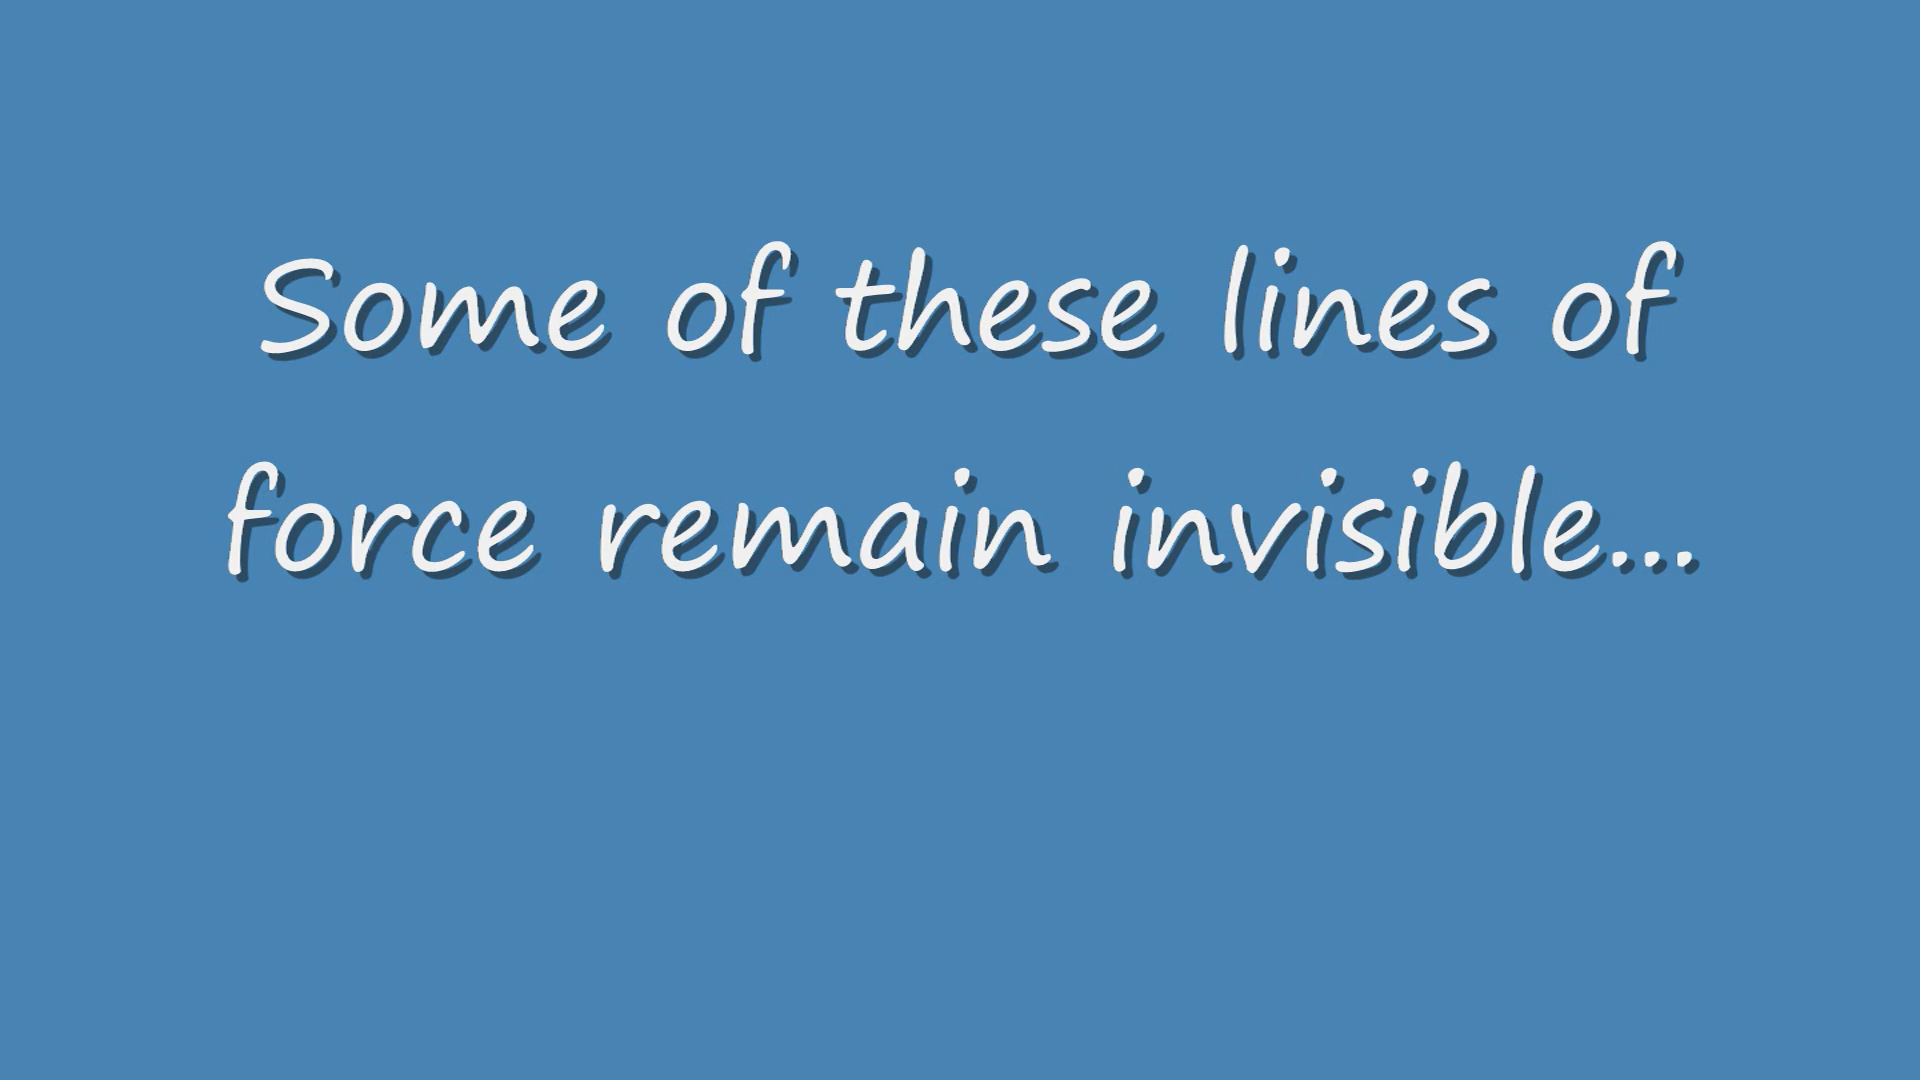 Some of these lines of
force remain invisible...